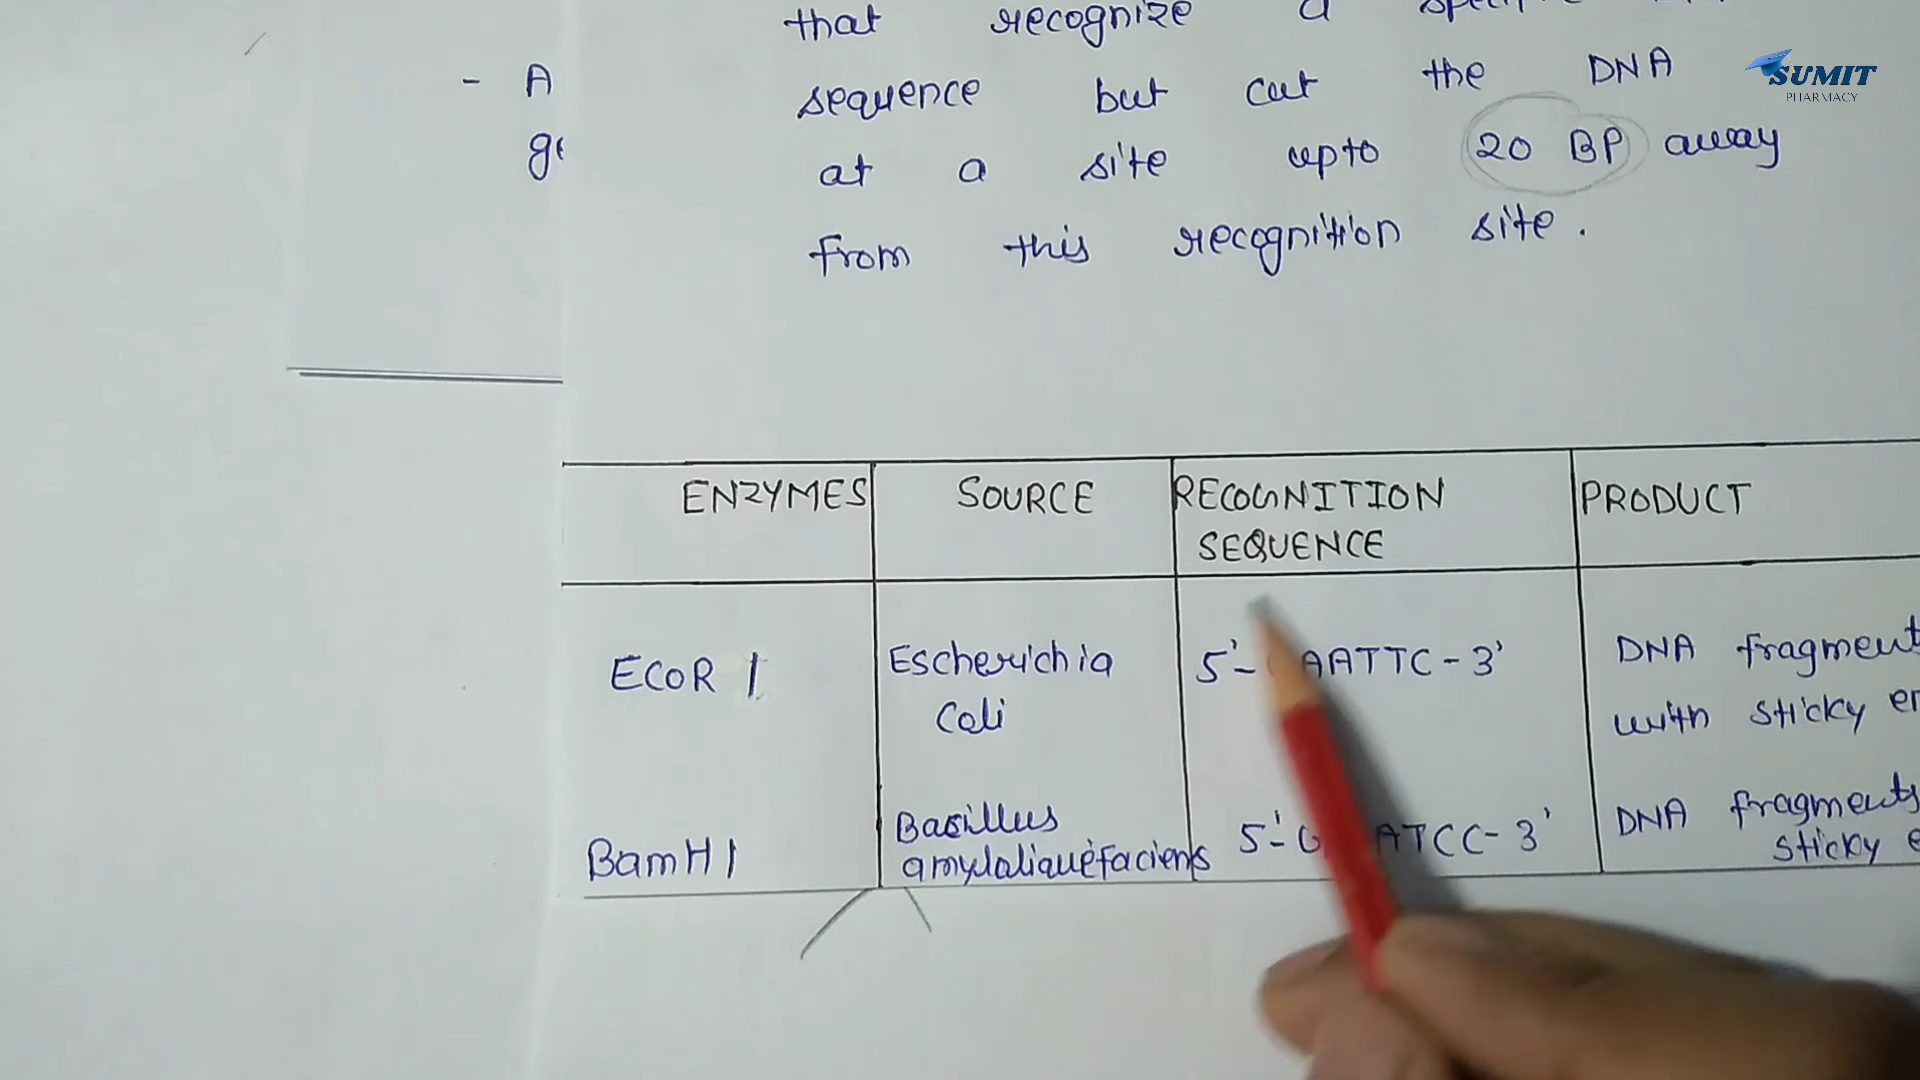 that recognize a
sequence but cut the DNA
at a site upto 20 BP away
from this recognition site.
- A
SUMIT
PHARMACY
ENZYMES SOURCE RECOGNITION SEQUENCE PRODUCT
ECOR I Escherichia Coli 5'- AATTC-3' DNA fragment with sticky
BamH I Bacillus amylaliquefaciens 5'-G ATCC-3' DNA fragments sticky